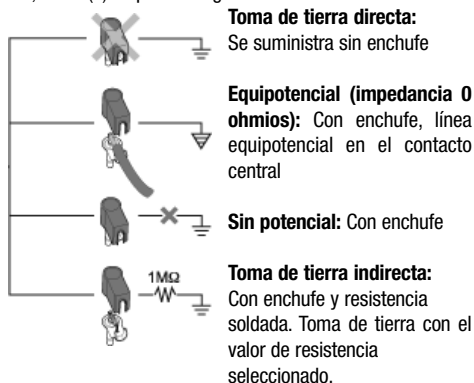 Toma de tierra directa:
Se suministra sin enchufe
Equipotencial (impedancia 0
ohmios): Con enchufe, línea
equipotencial en el contacto
central
Sin potencial: Con enchufe
Toma de tierra indirecta:
1MΩ
Con enchufe y resistencia
soldada. Toma de tierra con el
valor de resistencia
seleccionado.